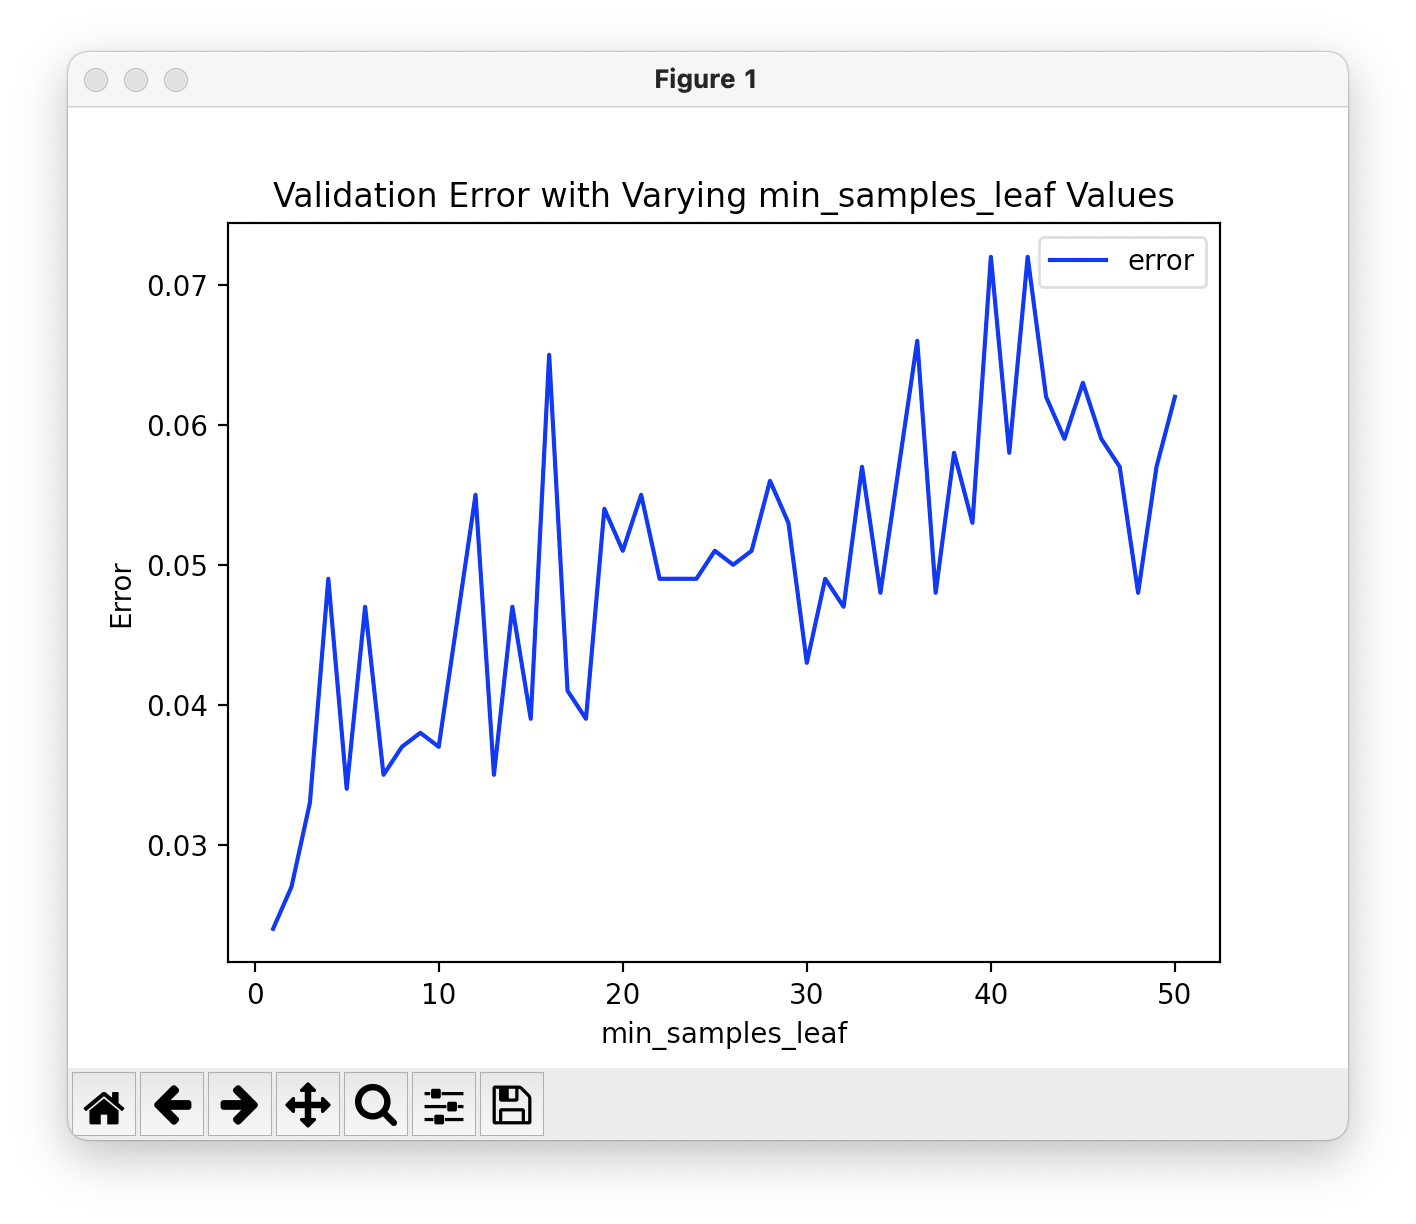 Figure 1
Validation Error with Varying min_samples_leaf Values
error
0.07
0.06
0.05
0.04
0.03
Error
0 10 20 30 40 50
min_samples_leaf